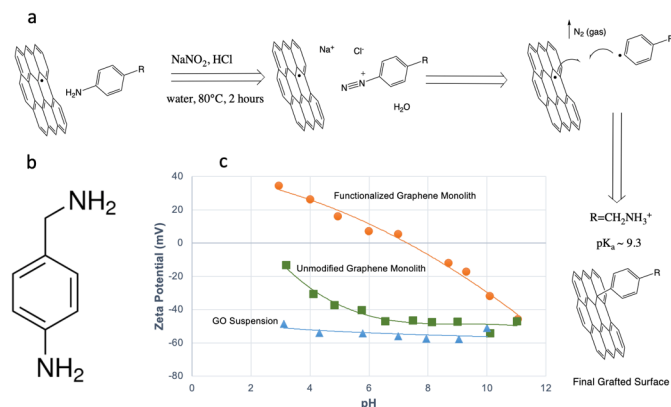 a
R
H₂N
NaNO₂, HCl
water, 80°C, 2 hours
Na⁺
Cl⁻
R
N≡N⁺
H₂O
N₂ (gas)
R
b
NH₂
NH₂
c
Zeta Potential (mV)
40
20
0
-20
-40
-60
-80
Functionalized Graphene Monolith
Unmodified Graphene Monolith
GO Suspension
2
4
6
8
10
12
pH
R=CH₂NH₃⁺
pKₐ ~ 9.3
R
Final Grafted Surface